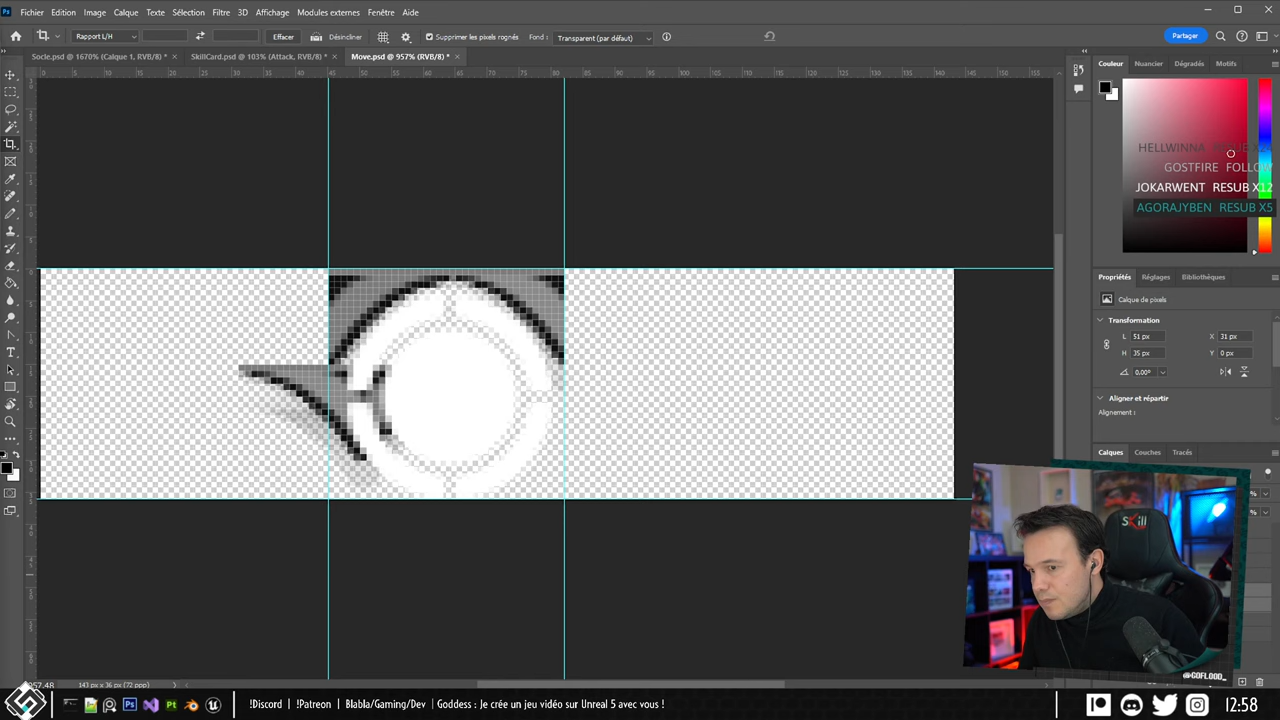 Fichier Edition Image Calque Texte Sélection Filtre 3D Affichage Modules externes Fenêtre Aide
Rapport L/H Effacer Désincliner Supprimer les pixels rognés Fond : Transparent (par défaut) Partager
Socle.psd @ 1670% (Calque 1, RVB/8) * SkillCard.psd @ 103% (Attack, RVB/8) * Move.psd @ 957% (RVB/8) *
Couleur Nuancier Dégradés Motifs
HELLWINNA RESUB
GOSTFIRE FOLLOW
JOKARWENT RESUB X12
AGORAJYBEN RESUB X5
Propriétés Réglages Bibliothèques
Calque de pixels
Transformation
L 51 px X 31 px
H 35 px Y 0 px
0,00°
Aligner et répartir
Alignement :
Calques Couches Tracés
Skill
@GOFLOOD_
143 px x 36 px (72 ppp)
!Discord !Patreon Blabla/Gaming/Dev Goddess : Je crée un jeu vidéo sur Unreal 5 avec vous !
12:58